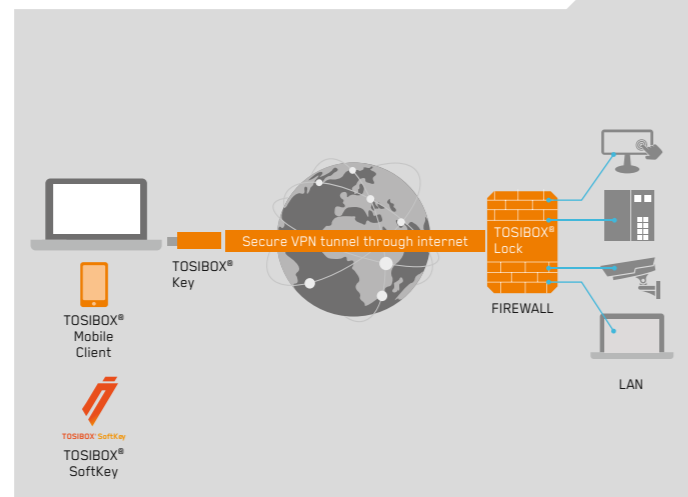 Secure VPN tunnel through internet
TOSIBOX®
Key
TOSIBOX®
Lock
FIREWALL
LAN
TOSIBOX®
Mobile
Client
TOSIBOX® SoftKey
TOSIBOX®
SoftKey